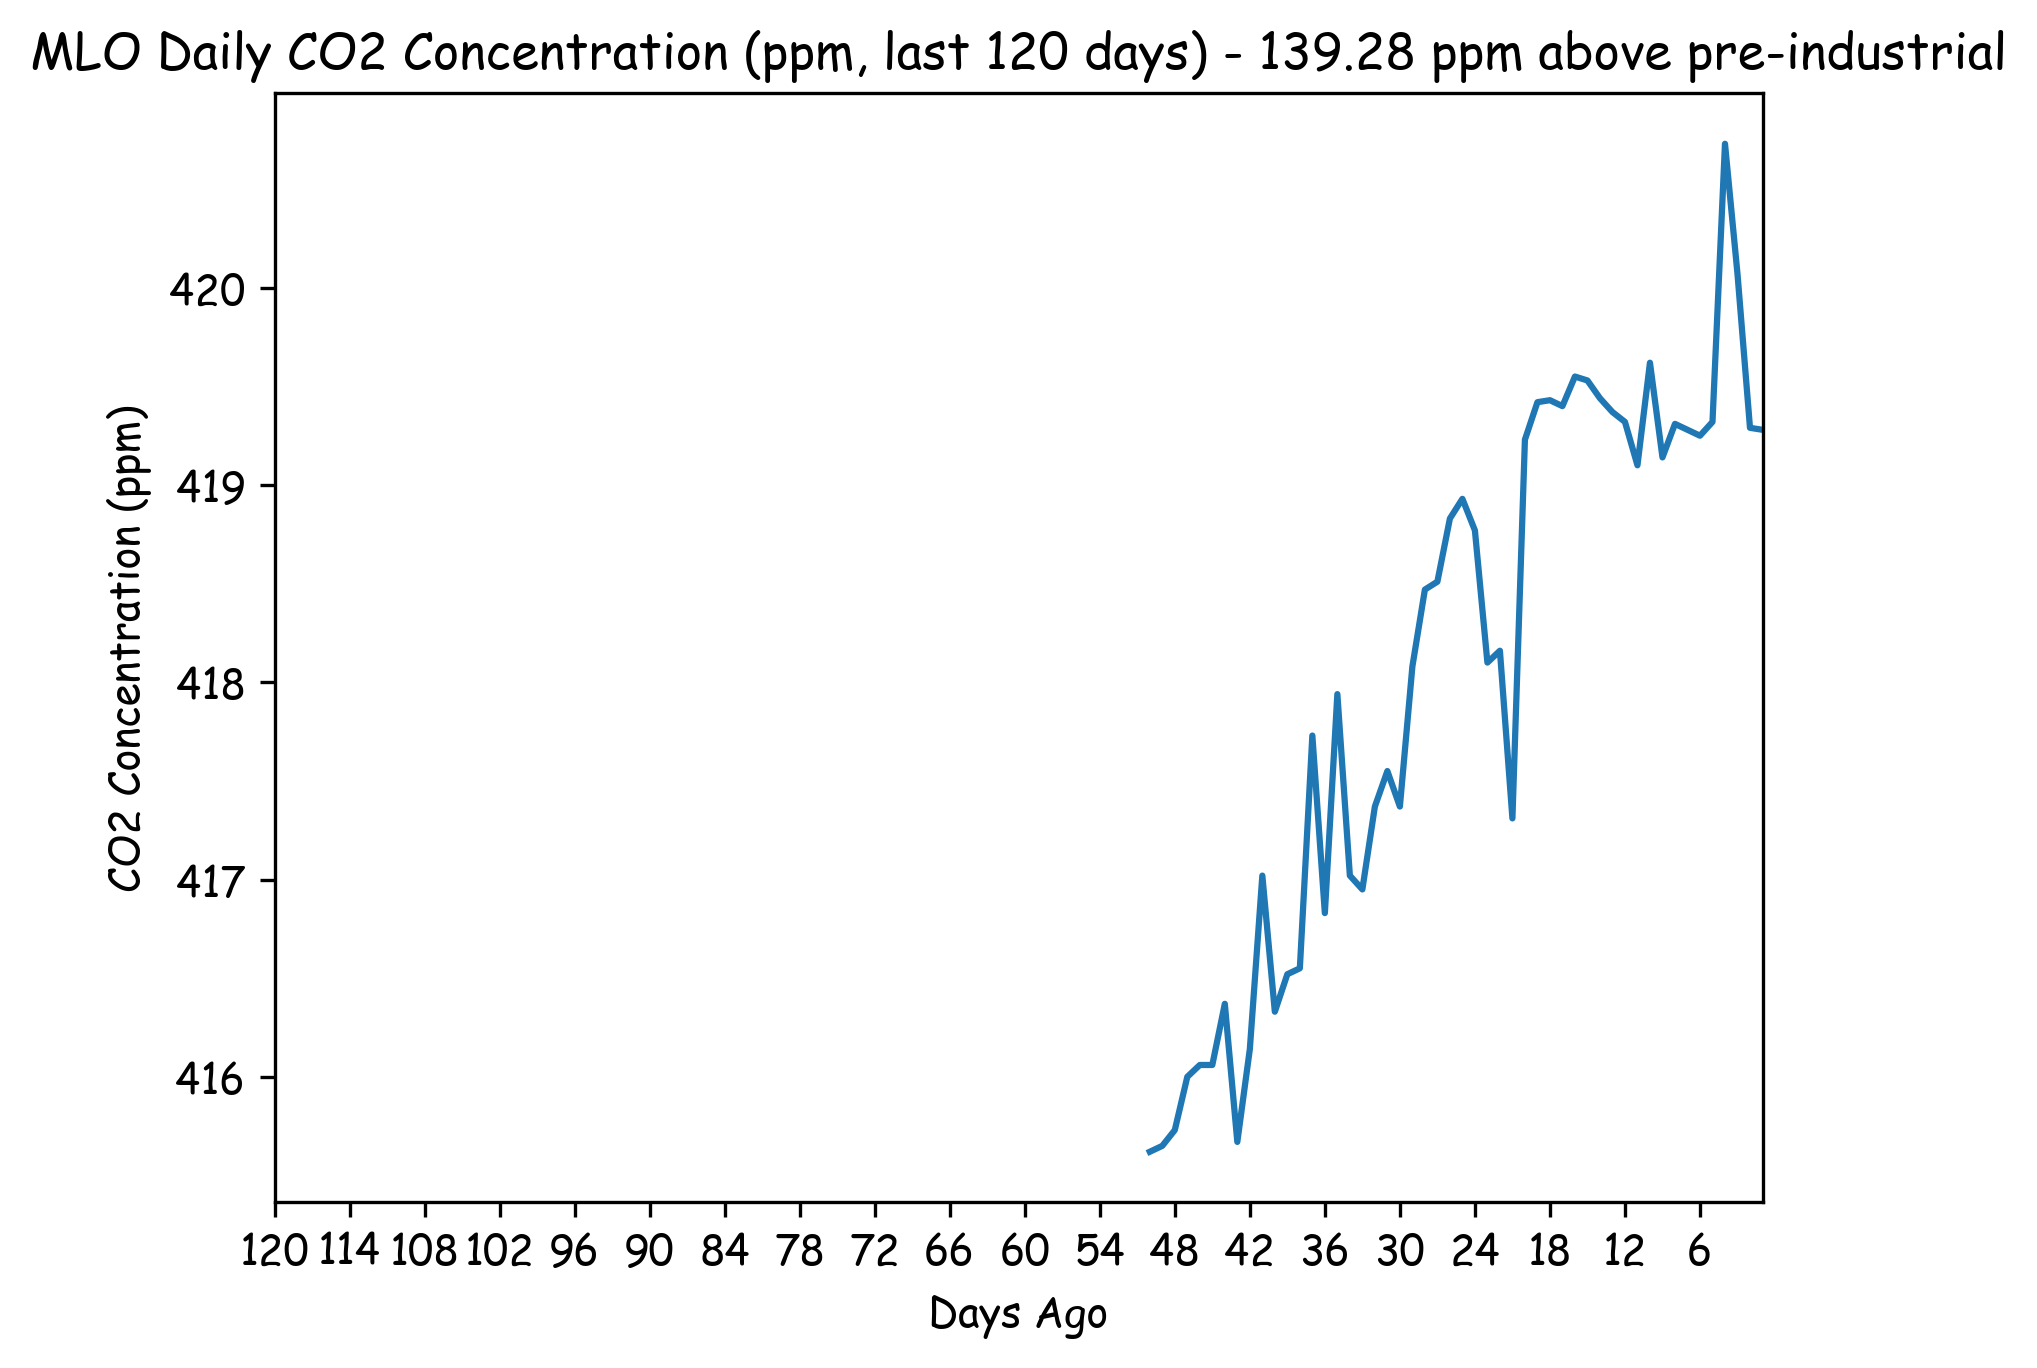 MLO Daily CO2 Concentration (ppm, last 120 days) - 139.28 ppm above pre-industrial
CO2 Concentration (ppm)
420
419
418
417
416
120 114 108 102 96 90 84 78 72 66 60 54 48 42 36 30 24 18 12 6
Days Ago